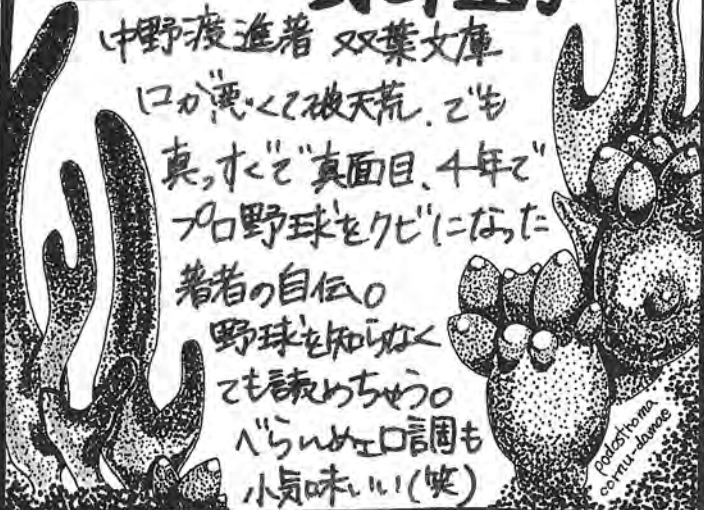 中野渡進著 双葉文庫
口が悪くて破天荒、でも
真っすぐで真面目、4年で
プロ野球をクビになった
著者の自伝。
野球を知らなく
ても読めちゃう。
べらんめェ口調も
小気味いい(笑)
podostroma
cornu-damae